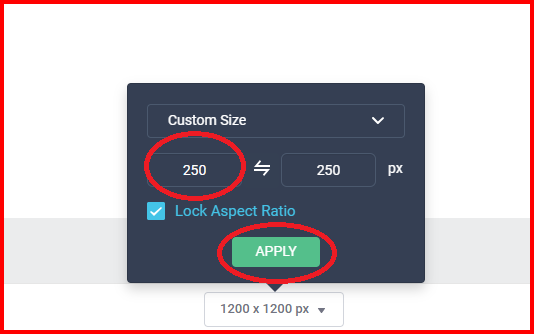 Custom Size
250 ⇋ 250 px
Lock Aspect Ratio
APPLY
1200 x 1200 px